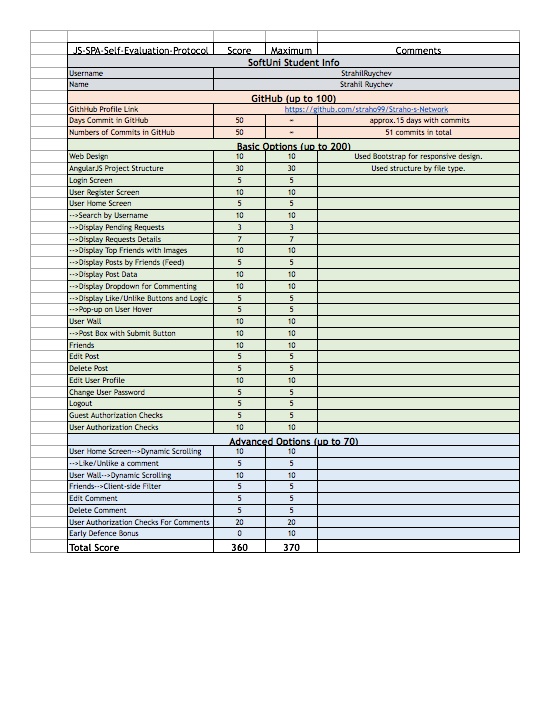 JS-SPA-Self-Evaluation-Protocol Score Maximum Comments
SoftUni Student Info
Username StrahilRuychev
Name Strahil Ruychev
GitHub (up to 100)
GithHub Profile Link https://github.com/straho99/Straho-s-Network
Days Commit in GitHub 50 - approx.15 days with commits
Numbers of Commits in GitHub 50 - 51 commits in total
Basic Options (up to 200)
Web Design 10 10 Used Bootstrap for responsive design.
AngularJS Project Structure 30 30 Used structure by file type.
Login Screen 5 5
User Register Screen 10 10
User Home Screen 5 5
-->Search by Username 10 10
-->Display Pending Requests 3 3
-->Display Requests Details 7 7
-->Display Top Friends with Images 10 10
-->Display Posts by Friends (Feed) 5 5
-->Display Post Data 10 10
-->Display Dropdown for Commenting 10 10
-->Display Like/Unlike Buttons and Logic 5 5
-->Pop-up on User Hover 5 5
User Wall 10 10
-->Post Box with Submit Button 10 10
Friends 10 10
Edit Post 5 5
Delete Post 5 5
Edit User Profile 10 10
Change User Password 5 5
Logout 5 5
Guest Authorization Checks 5 5
User Authorization Checks 10 10
Advanced Options (up to 70)
User Home Screen-->Dynamic Scrolling 10 10
-->Like/Unlike a comment 5 5
User Wall-->Dynamic Scrolling 10 10
Friends-->Client-side Filter 5 5
Edit Comment 5 5
Delete Comment 5 5
User Authorization Checks For Comments 20 20
Early Defence Bonus 0 10
Total Score 360 370